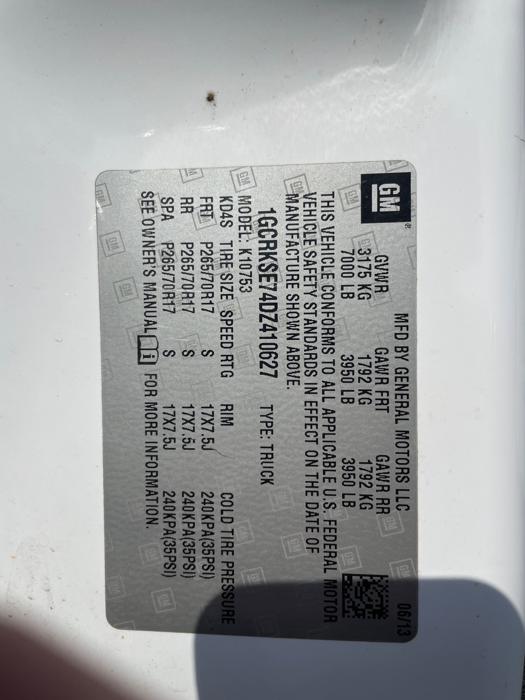 GM
MFD BY GENERAL MOTORS LLC 06/13
GVWR GAWR FRT GAWR RR
3175 KG 1792 KG 1792 KG
7000 LB 3950 LB 3950 LB
THIS VEHICLE CONFORMS TO ALL APPLICABLE U.S. FEDERAL MOTOR
VEHICLE SAFETY STANDARDS IN EFFECT ON THE DATE OF
MANUFACTURE SHOWN ABOVE.
1GCRKSE74DZ410627 TYPE: TRUCK
MODEL: K10753
KD4S TIRE SIZE SPEED RTG RIM COLD TIRE PRESSURE
FRT P265/70R17 S 17X7.5J 240KPA(35PSI)
RR P265/70R17 S 17X7.5J 240KPA(35PSI)
SPA P265/70R17 S 17X7.5J 240KPA(35PSI)
SEE OWNER'S MANUAL i FOR MORE INFORMATION.